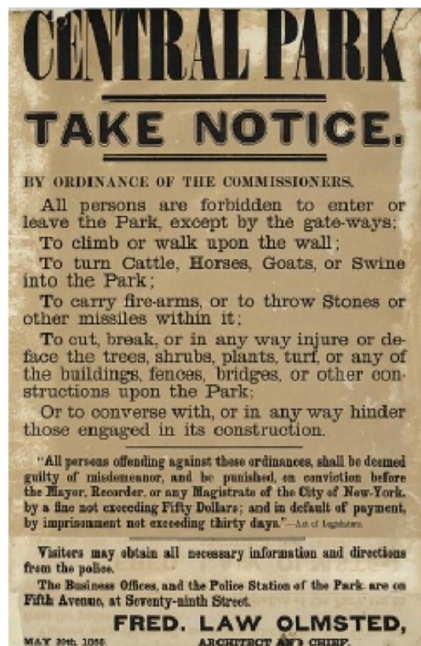 CENTRAL PARK
TAKE NOTICE.
BY ORDINANCE OF THE COMMISSIONERS.
All persons are forbidden to enter or
leave the Park, except by the gate-ways;
To climb or walk upon the wall;
To turn Cattle, Horses, Goats, or Swine
into the Park;
To carry fire-arms, or to throw Stones or
other missiles within it;
To cut, break, or in any way injure or de-
face the trees, shrubs, plants, turf, or any of
the buildings, fences, bridges, or other con-
structions upon the Park;
Or to converse with, or in any way hinder
those engaged in its construction.
"All persons offending against these ordinances, shall be deemed
guilty of misdemeanor, and be punished, on conviction before
the Mayor, Recorder, or any Magistrate of the City of New-York,
by a fine not exceeding Fifty Dollars; and in default of payment,
by imprisonment not exceeding thirty days."—Act of Legislature.
Visitors may obtain all necessary information and directions
from the police.
The Business Offices, and the Police Station of the Park, are on
Fifth Avenue, at Seventy-ninth Street.
FRED. LAW OLMSTED,
MAY 20th, ARCHITECT AND CHIEF,